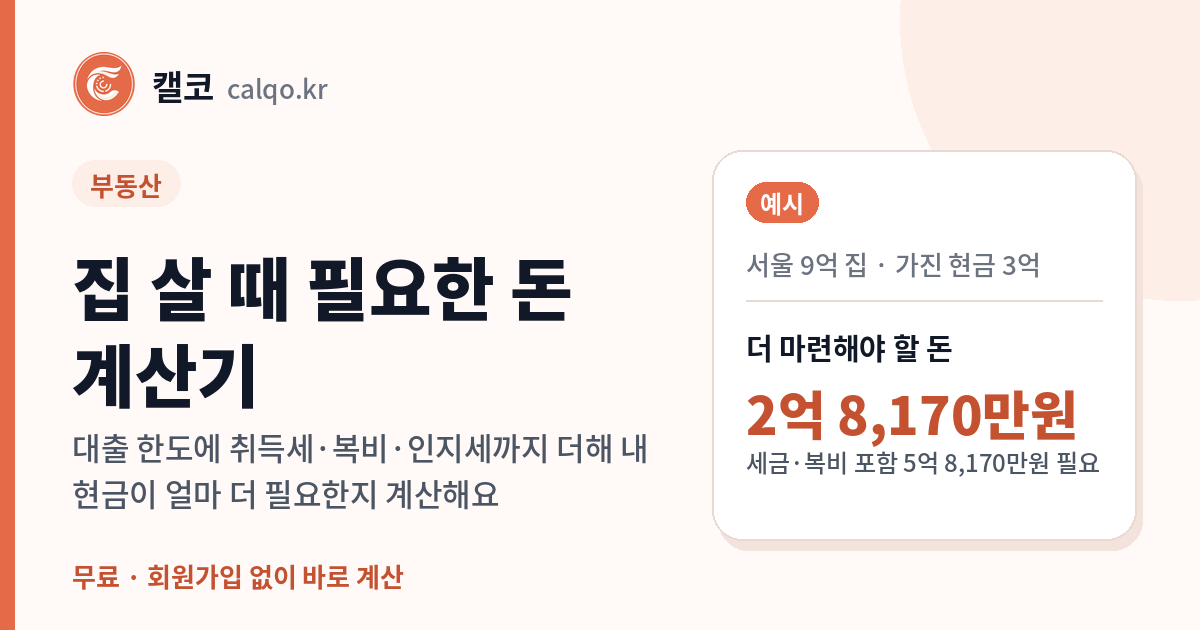 캘코 calqo.kr
부동산
집 살 때 필요한 돈
계산기
대출 한도에 취득세·복비·인지세까지 더해 내
현금이 얼마 더 필요한지 계산해요
무료 · 회원가입 없이 바로 계산
예시
서울 9억 집 · 가진 현금 3억
더 마련해야 할 돈
2억 8,170만원
세금·복비 포함 5억 8,170만원 필요